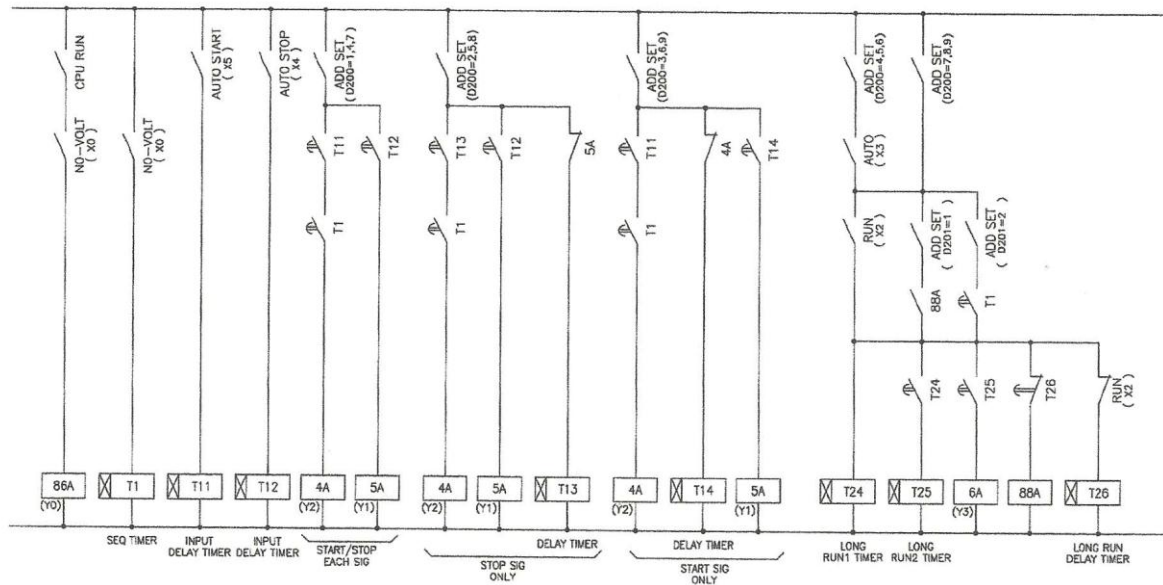 CPU RUN
NO-VOLT
( X0)
NO-VOLT
( X0)
AUTO START
( X5)
AUTO STOP
( X4)
ADD SET
(D200=1,4,7)
T11
T12
T1
ADD SET
(D200=2,5,8)
T13
T12
5A
T1
ADD SET
(D200=3,6,9)
T11
4A
T14
T1
ADD SET
(D200=4,5,6)
ADD SET
(D200=7,8,9)
AUTO
( X3)
RUN
( X2)
ADD SET
( D201=1 )
ADD SET
( D201=2 )
88A
T1
T24
T25
T26
RUN
(X2)
86A
T1
T11
T12
4A
5A
4A
5A
T13
4A
T14
5A
T24
T25
6A
88A
T26
(Y0)
(Y2)
(Y1)
(Y2)
(Y1)
(Y2)
(Y1)
(Y3)
SEQ TIMER
INPUT
DELAY TIMER
INPUT
DELAY TIMER
START/STOP
EACH SIG
DELAY TIMER
STOP SIG
ONLY
DELAY TIMER
START SIG
ONLY
LONG
RUN1 TIMER
LONG
RUN2 TIMER
LONG RUN
DELAY TIMER